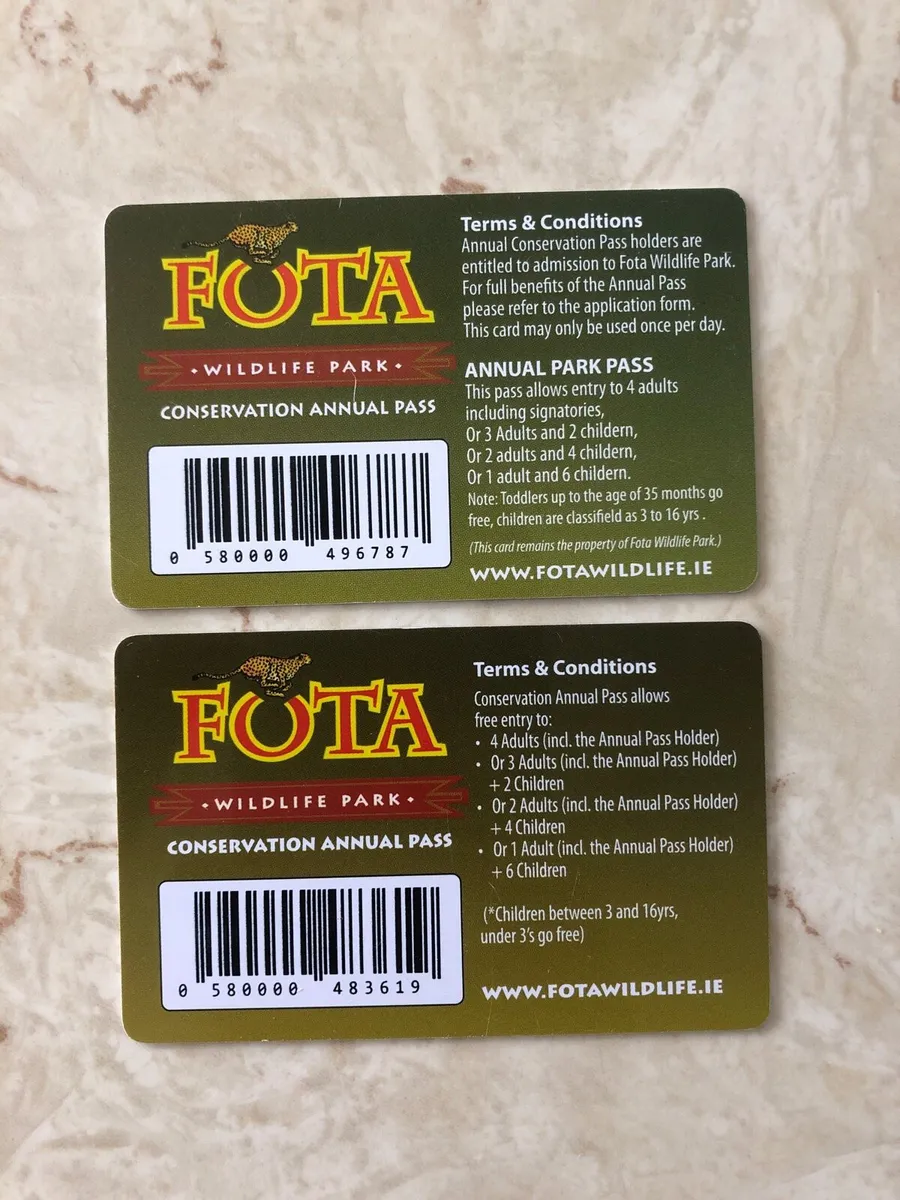 FOTA
• WILDLIFE PARK •
CONSERVATION ANNUAL PASS
0 580000 496787
Terms & Conditions
Annual Conservation Pass holders are
entitled to admission to Fota Wildlife Park.
For full benefits of the Annual Pass
please refer to the application form.
This card may only be used once per day.
ANNUAL PARK PASS
This pass allows entry to 4 adults
including signatories,
Or 3 Adults and 2 childern,
Or 2 adults and 4 childern,
Or 1 adult and 6 childern.
Note: Toddlers up to the age of 35 months go
free, children are classifield as 3 to 16 yrs .
(This card remains the property of Fota Wildlife Park.)
WWW.FOTAWILDLIFE.IE
FOTA
• WILDLIFE PARK •
CONSERVATION ANNUAL PASS
0 580000 483619
Terms & Conditions
Conservation Annual Pass allows
free entry to:
• 4 Adults (incl. the Annual Pass Holder)
• Or 3 Adults (incl. the Annual Pass Holder)
+ 2 Children
• Or 2 Adults (incl. the Annual Pass Holder)
+ 4 Children
• Or 1 Adult (incl. the Annual Pass Holder)
+ 6 Children
(*Children between 3 and 16yrs,
under 3's go free)
WWW.FOTAWILDLIFE.IE